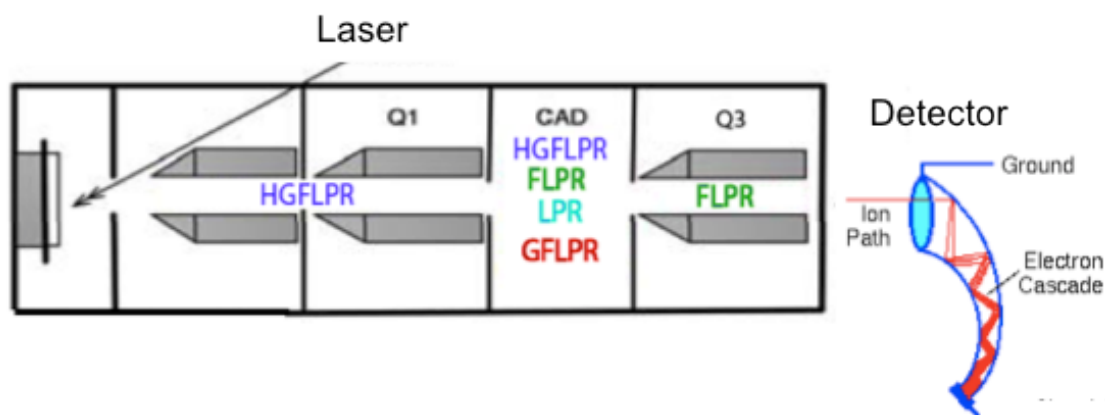 Laser
Q1
CAD
Q3
HGFLPR
HGFLPR
FLPR
LPR
GFLPR
FLPR
Detector
Ground
Ion
Path
Electron
Cascade